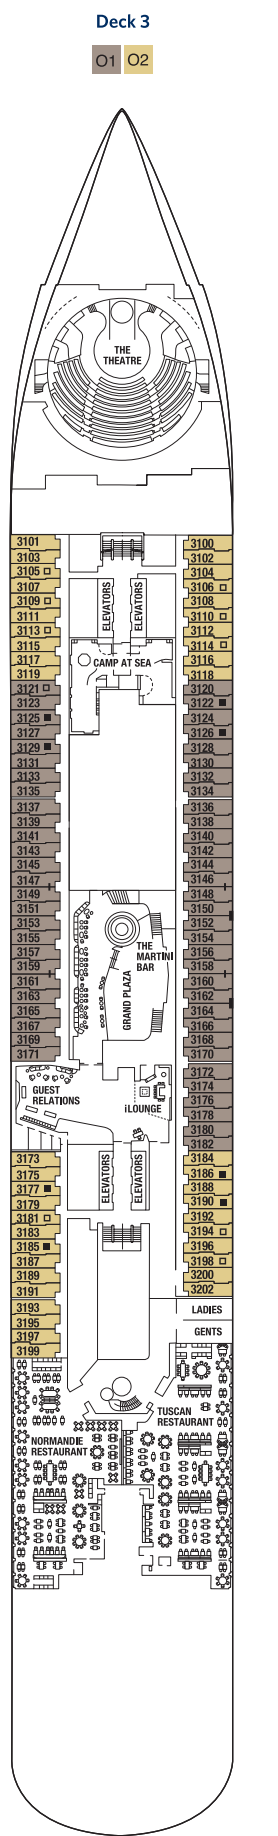 Deck 3
O1 O2
THE
THEATRE
3101 3100
3103 3102
3105 3104
3107 3106
3109 3108
3111 3110
3113 3112
3115 3114
3117 3116
3119 3118
ELEVATORS ELEVATORS
CAMP AT SEA
3121 3120
3123 3122
3125 3124
3127 3126
3129 3128
3131 3130
3133 3132
3135 3134
3137 3136
3139 3138
3141 3140
3143 3142
3145 3144
3147 3146
3149 3148
3151 3150
3153 3152
3155 3154
3157 3156
3159 3158
3161 3160
3163 3162
3165 3164
3167 3166
3169 3168
3171 3170
THE
MARTINI
BAR
GRAND PLAZA
3172
3174
3176
3178
3180
3182
GUEST
RELATIONS
iLOUNGE
ELEVATORS ELEVATORS
3173 3184
3175 3186
3177 3188
3179 3190
3181 3192
3183 3194
3185 3196
3187 3198
3189 3200
3191 3202
3193 LADIES
3195
3197 GENTS
3199
TUSCAN
RESTAURANT
NORMANDIE
RESTAURANT